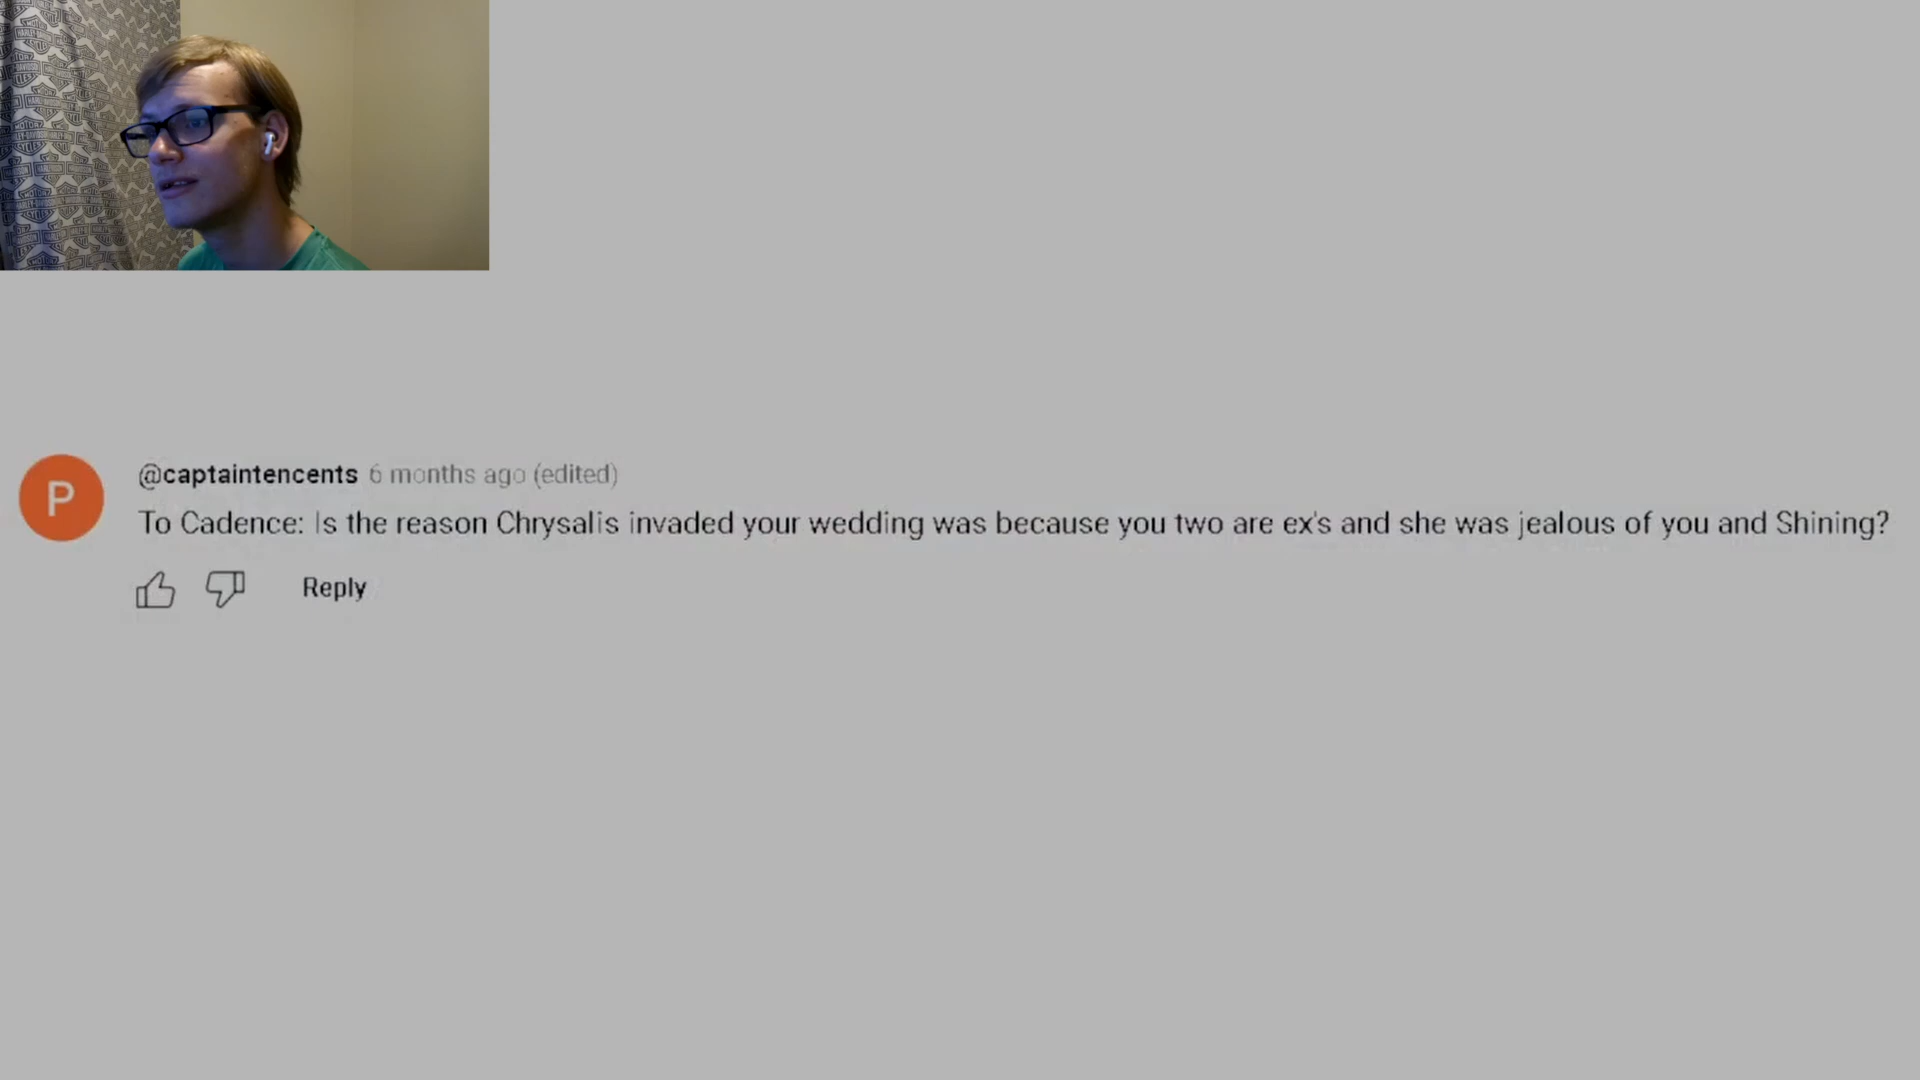 @captaintencents 6 months ago (edited)
P
To Cadence: Is the reason Chrysalis invaded your wedding was because you two are ex's and she was jealous of you and Shining?
Reply